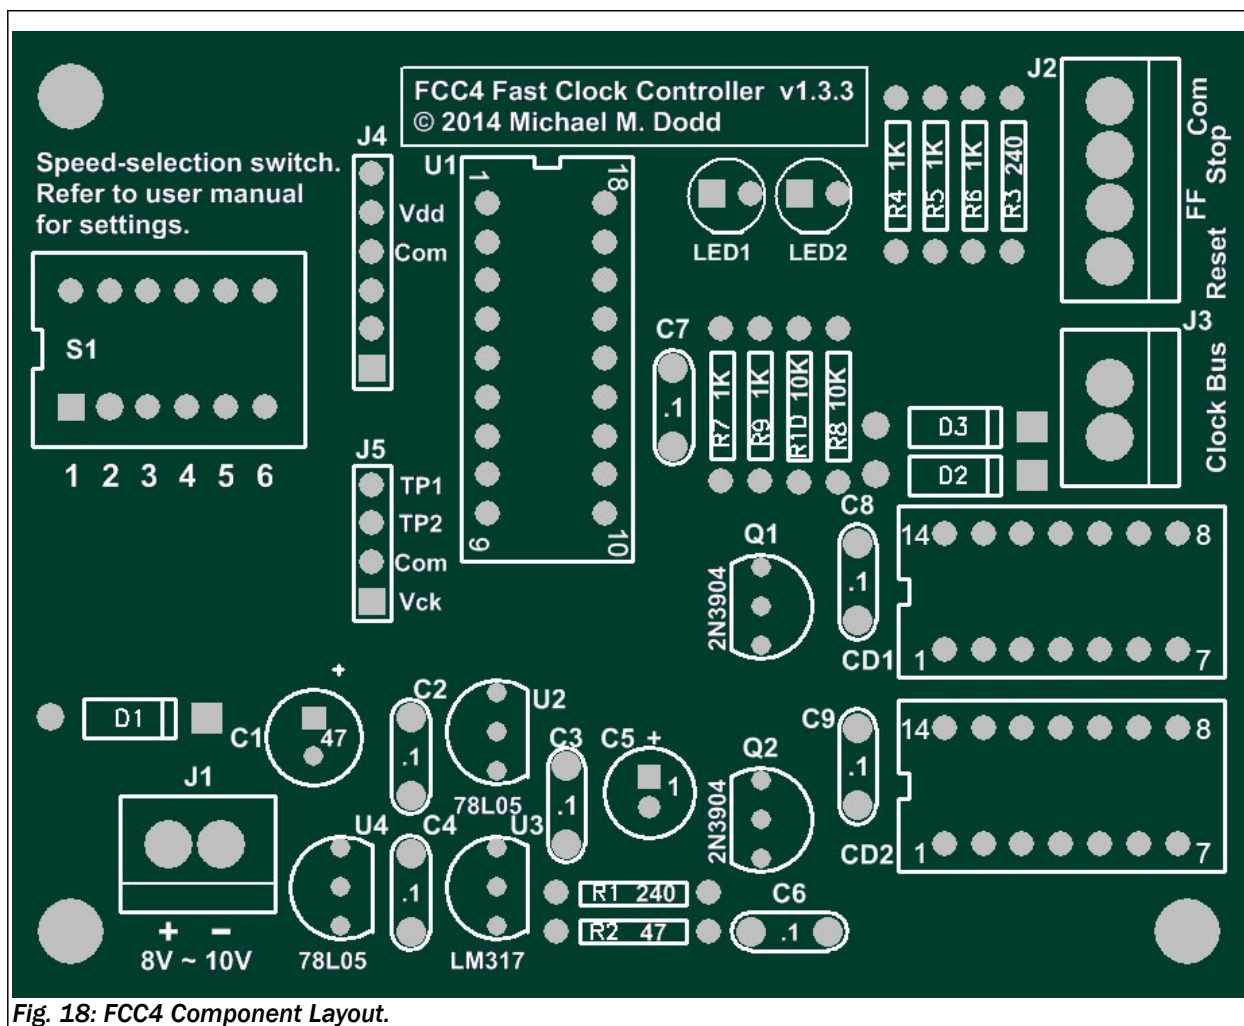 FCC4 Fast Clock Controller v1.3.3
© 2014 Michael M. Dodd
J2
Com
Stop
FF
Reset
Speed-selection switch.
Refer to user manual
for settings.
J4
Vdd
Com
U1
1
18
9
10
LED1
LED2
R4 1K
R5 1K
R6 1K
R3 240
S1
1 2 3 4 5 6
J5
TP1
TP2
Com
Vck
C7
.1
R7 1K
R9 1K
R10 10K
R8 10K
J3
Clock Bus
D3
D2
Q1
2N3904
C8
.1
CD1
14
8
1
7
D1
C1
+
47
C2
.1
U2
78L05
C3
.1
C5 +
1
Q2
2N3904
C9
.1
CD2
14
8
1
7
J1
+ –
8V ~ 10V
U4
78L05
C4
.1
U3
LM317
R1 240
R2 47
C6
.1
Fig. 18: FCC4 Component Layout.